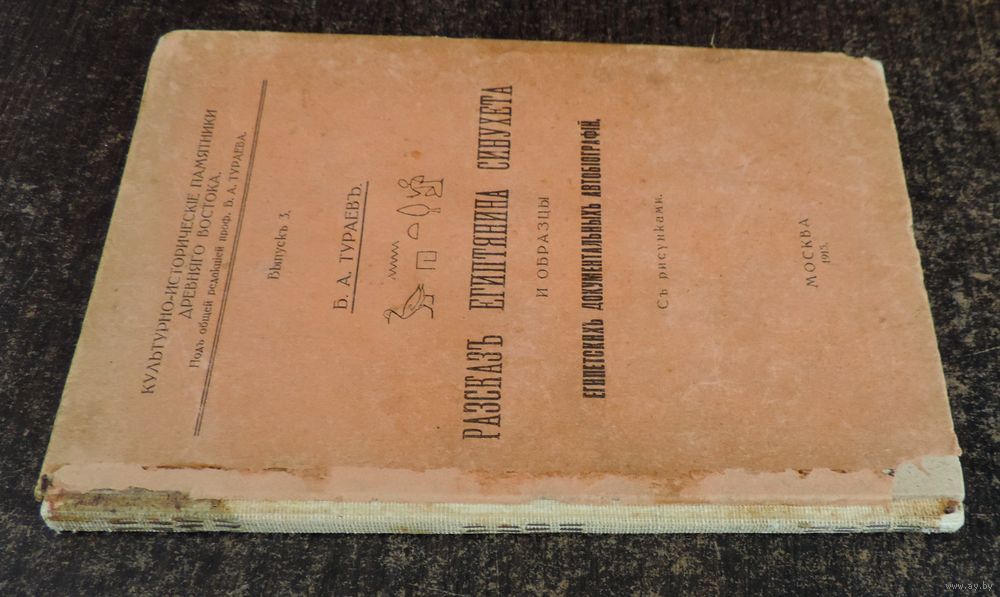 КУЛЬТУРНО-ИСТОРИЧЕСКІЕ ПАМЯТНИКИ
ДРЕВНЯГО ВОСТОКА.
Подъ общей редакціей проф. Б. А. ТУРАЕВА.
Выпускъ 3.
Б. А. ТУРАЕВЪ.
РАЗСКАЗЪ ЕГИПТЯНИНА СИНУХЕТА
И ОБРАЗЦЫ
ЕГИПЕТСКИХЪ ДОКУМЕНТАЛЬНЫХЪ АВТОБІОГРАФІЙ.
Съ рисунками.
МОСКВА
1915.
www.ay.by